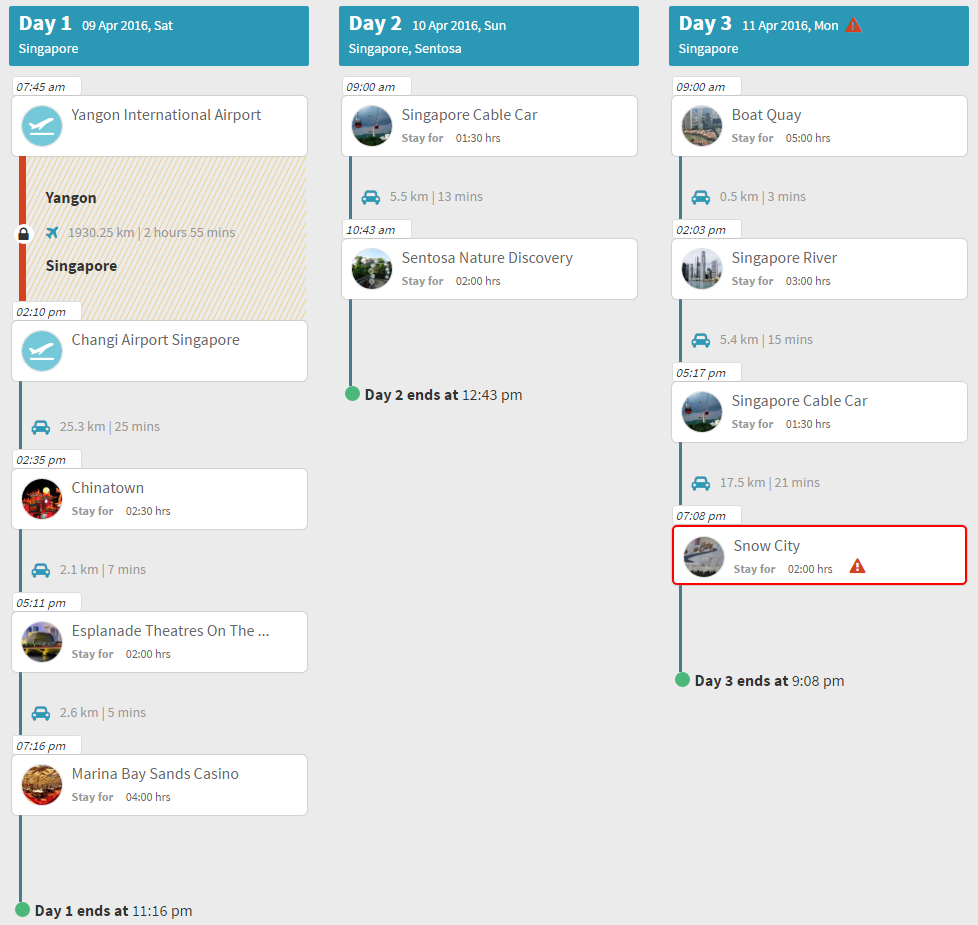 Day 1 09 Apr 2016, Sat
Singapore
07:45 am
Yangon International Airport
Yangon
1930.25 km | 2 hours 55 mins
Singapore
02:10 pm
Changi Airport Singapore
25.3 km | 25 mins
02:35 pm
Chinatown
Stay for 02:30 hrs
2.1 km | 7 mins
05:11 pm
Esplanade Theatres On The ...
Stay for 02:00 hrs
2.6 km | 5 mins
07:16 pm
Marina Bay Sands Casino
Stay for 04:00 hrs
Day 1 ends at 11:16 pm
Day 2 10 Apr 2016, Sun
Singapore, Sentosa
09:00 am
Singapore Cable Car
Stay for 01:30 hrs
5.5 km | 13 mins
10:43 am
Sentosa Nature Discovery
Stay for 02:00 hrs
Day 2 ends at 12:43 pm
Day 3 11 Apr 2016, Mon
Singapore
09:00 am
Boat Quay
Stay for 05:00 hrs
0.5 km | 3 mins
02:03 pm
Singapore River
Stay for 03:00 hrs
5.4 km | 15 mins
05:17 pm
Singapore Cable Car
Stay for 01:30 hrs
17.5 km | 21 mins
07:08 pm
Snow City
Stay for 02:00 hrs
Day 3 ends at 9:08 pm